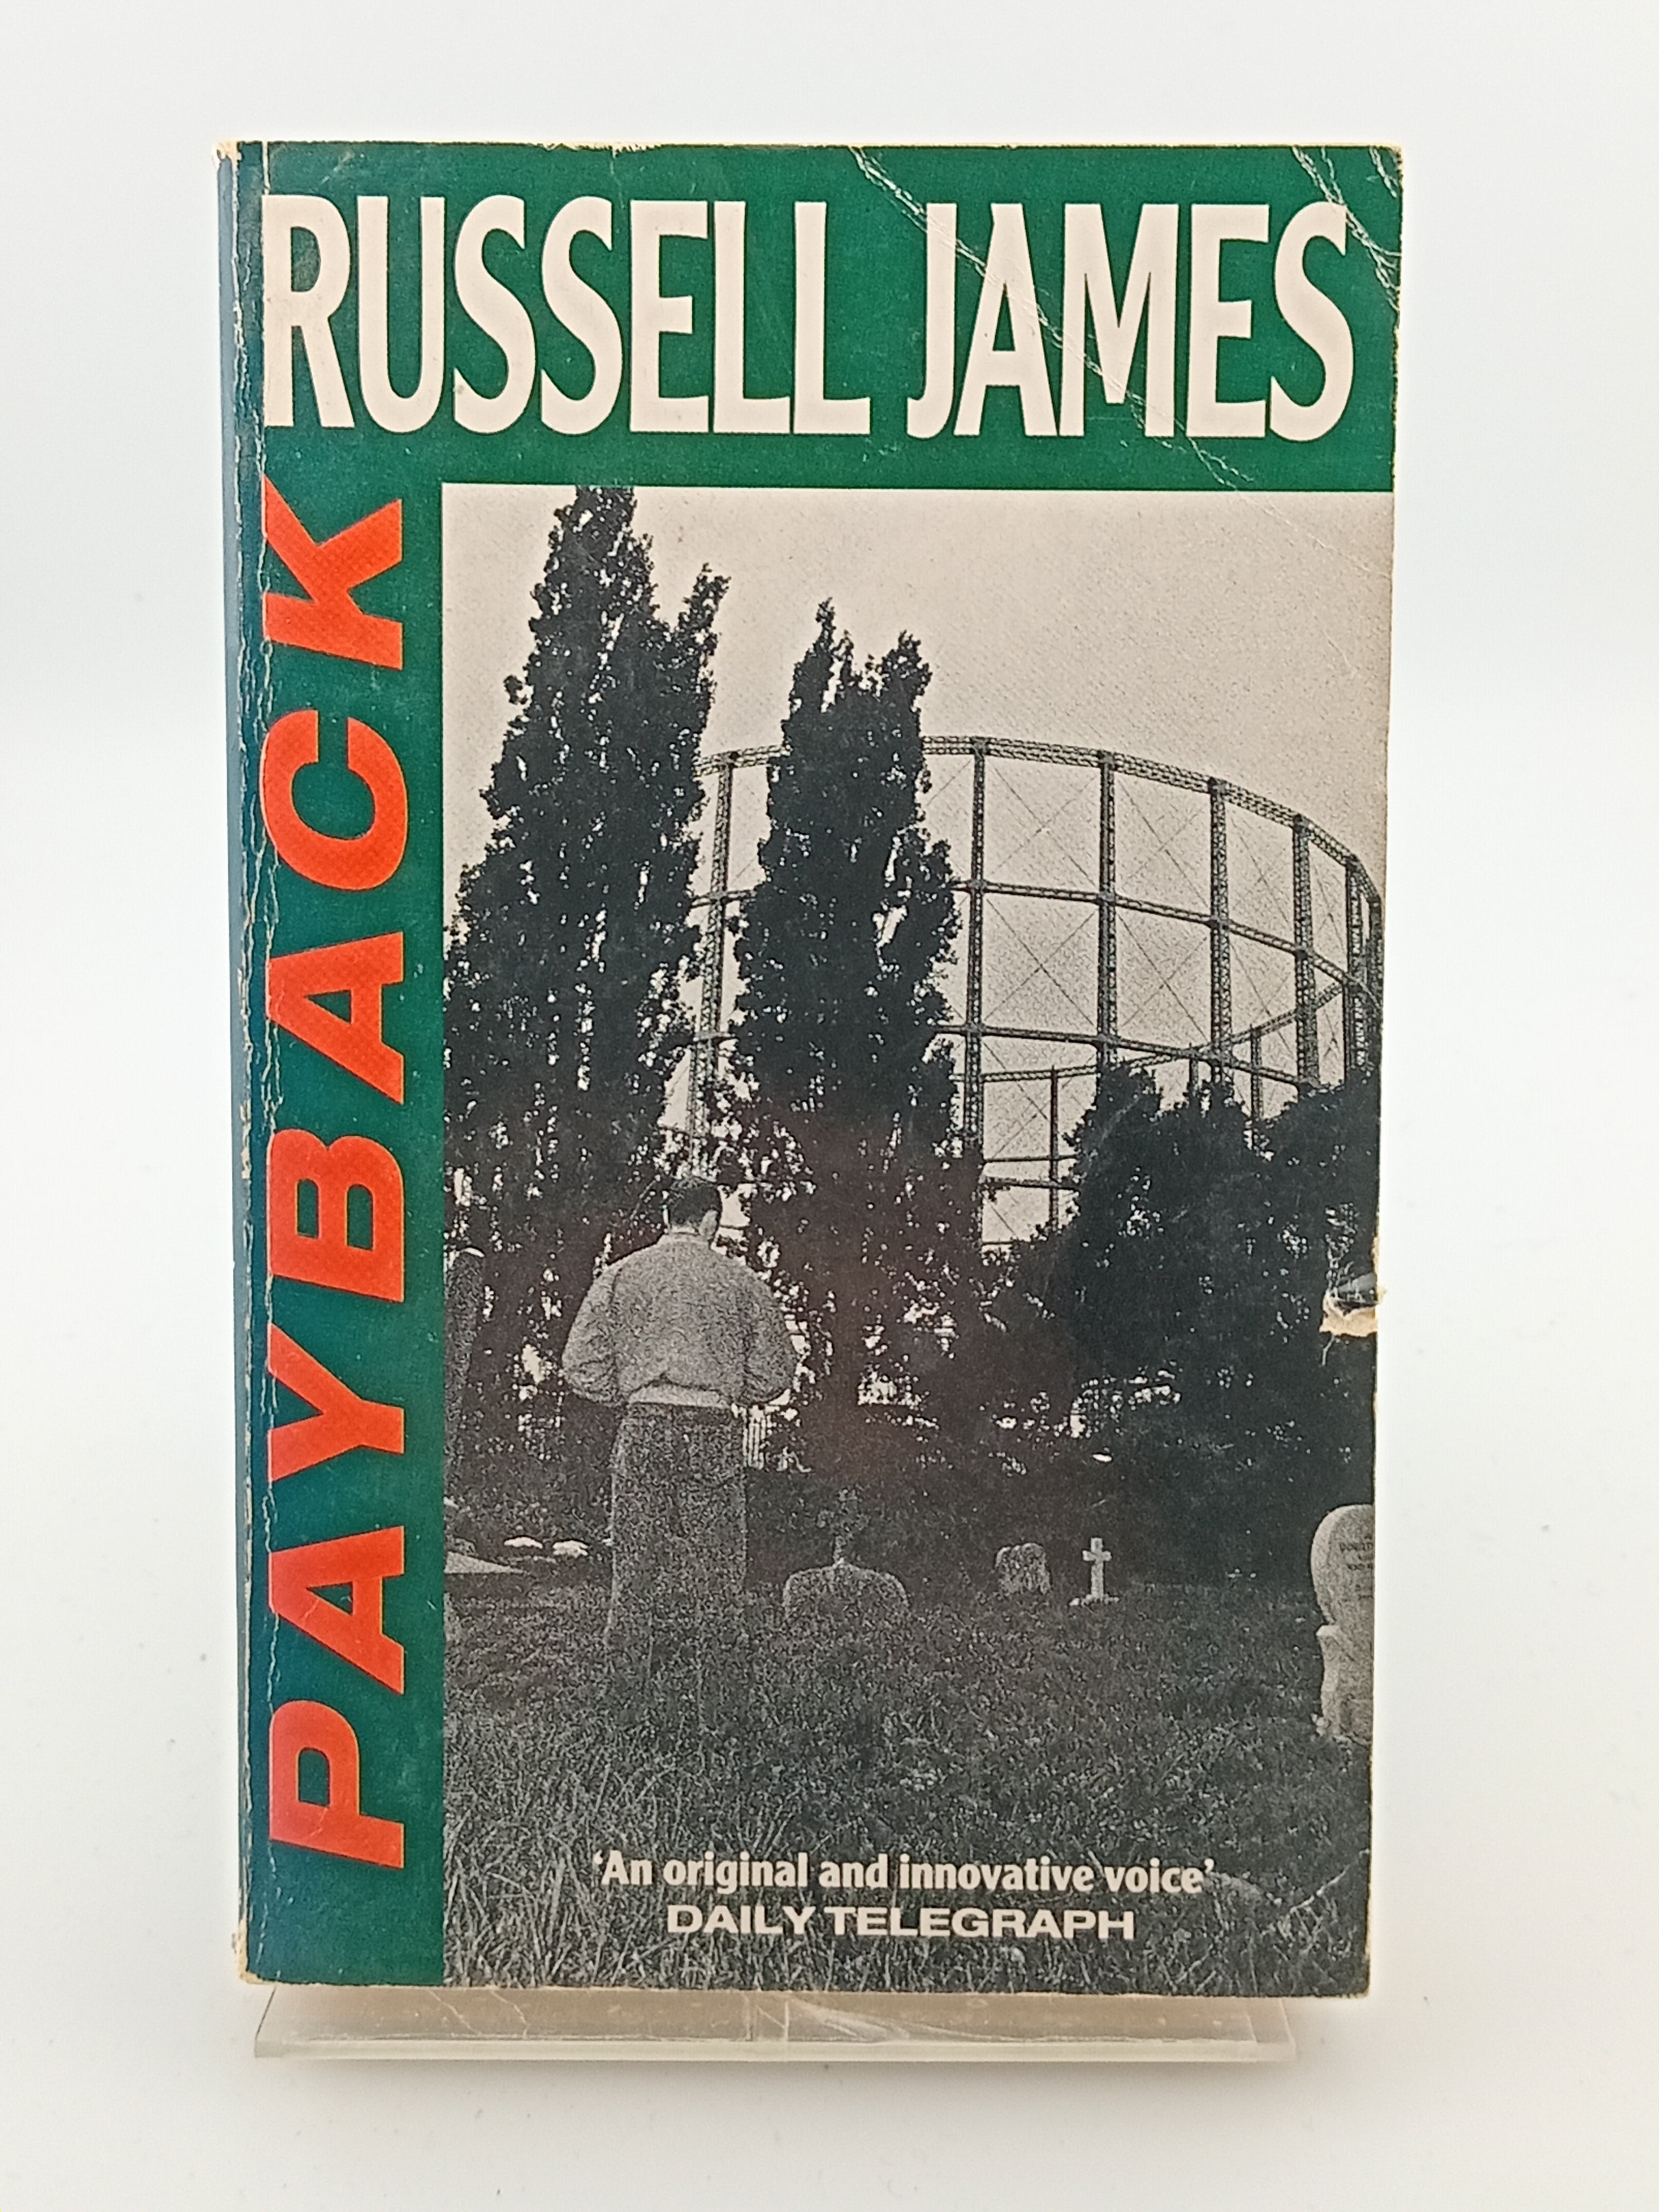 RUSSELL JAMES
PAYBACK
‘An original and innovative voice’
DAILY TELEGRAPH